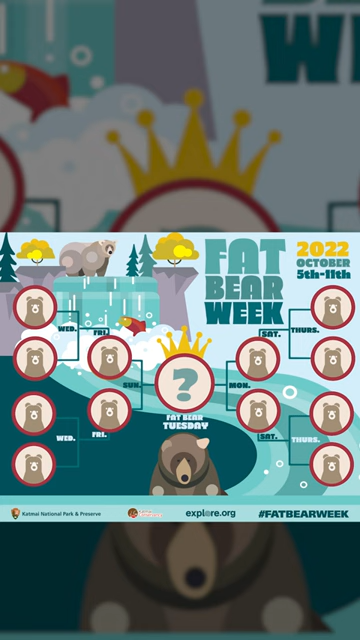 FAT
BEAR
WEEK
2022
OCTOBER
5th-11th
WED.
FRI.
SAT.
THURS.
SUN.
?
MON.
FAT BEAR
TUESDAY
WED.
FRI.
SAT.
THURS.
Katmai National Park & Preserve
explore.org
#FATBEARWEEK